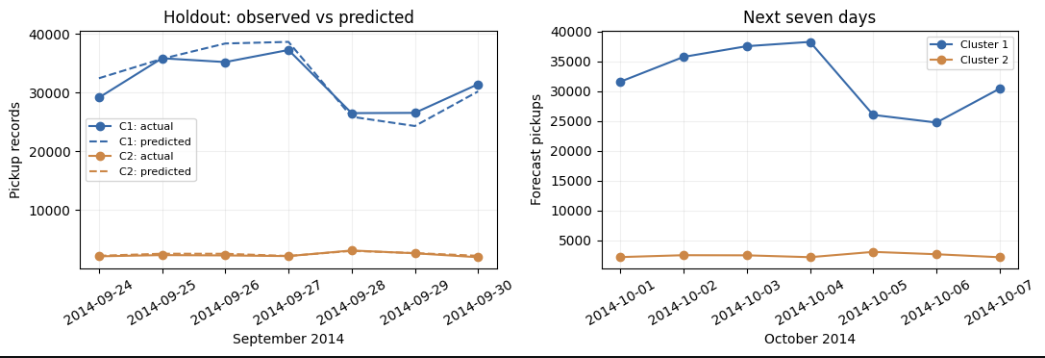 Holdout: observed vs predicted
Pickup records
40000
30000
20000
10000
C1: actual
C1: predicted
C2: actual
C2: predicted
2014-09-24
2014-09-25
2014-09-26
2014-09-27
2014-09-28
2014-09-29
2014-09-30
September 2014
Next seven days
Forecast pickups
40000
35000
30000
25000
20000
15000
10000
5000
Cluster 1
Cluster 2
2014-10-01
2014-10-02
2014-10-03
2014-10-04
2014-10-05
2014-10-06
2014-10-07
October 2014